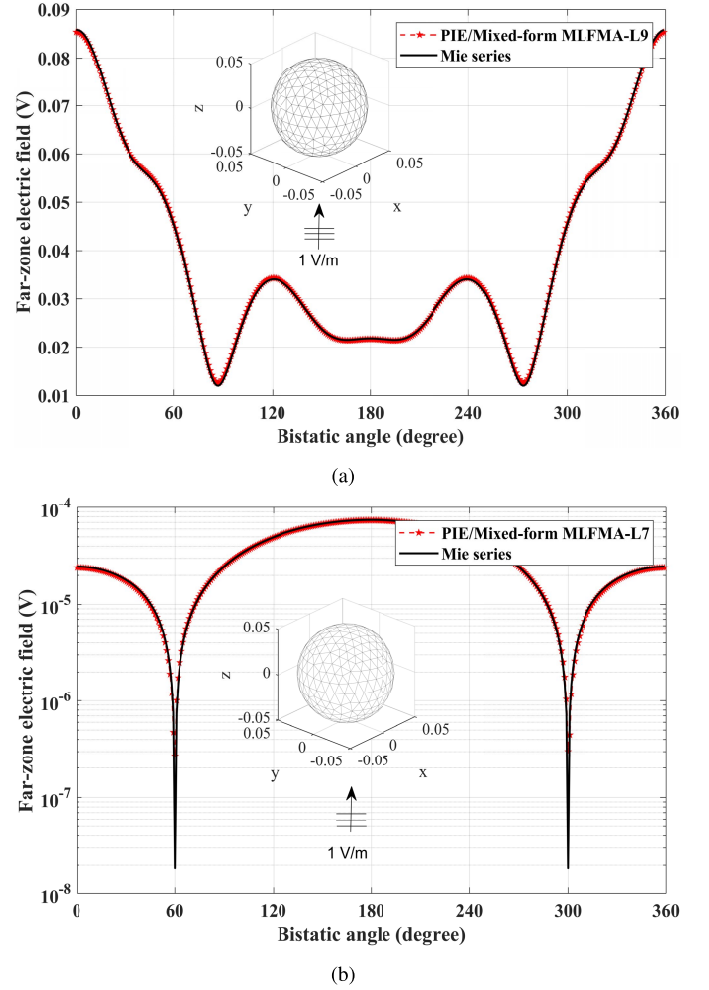 0.09
0.08
0.07
0.06
0.05
0.04
0.03
0.02
0.01
Far-zone electric field (V)
PIE/Mixed-form MLFMA-L9
Mie series
0.05
0
-0.05
z
0.05
0
-0.05
y
-0.05
0
0.05
x
1 V/m
0 60 120 180 240 300 360
Bistatic angle (degree)
(a)
10-4
10-5
10-6
10-7
10-8
Far-zone electric field (V)
PIE/Mixed-form MLFMA-L7
Mie series
0.05
0
-0.05
z
0.05
0
-0.05
y
-0.05
0
0.05
x
1 V/m
0 60 120 180 240 300 360
Bistatic angle (degree)
(b)